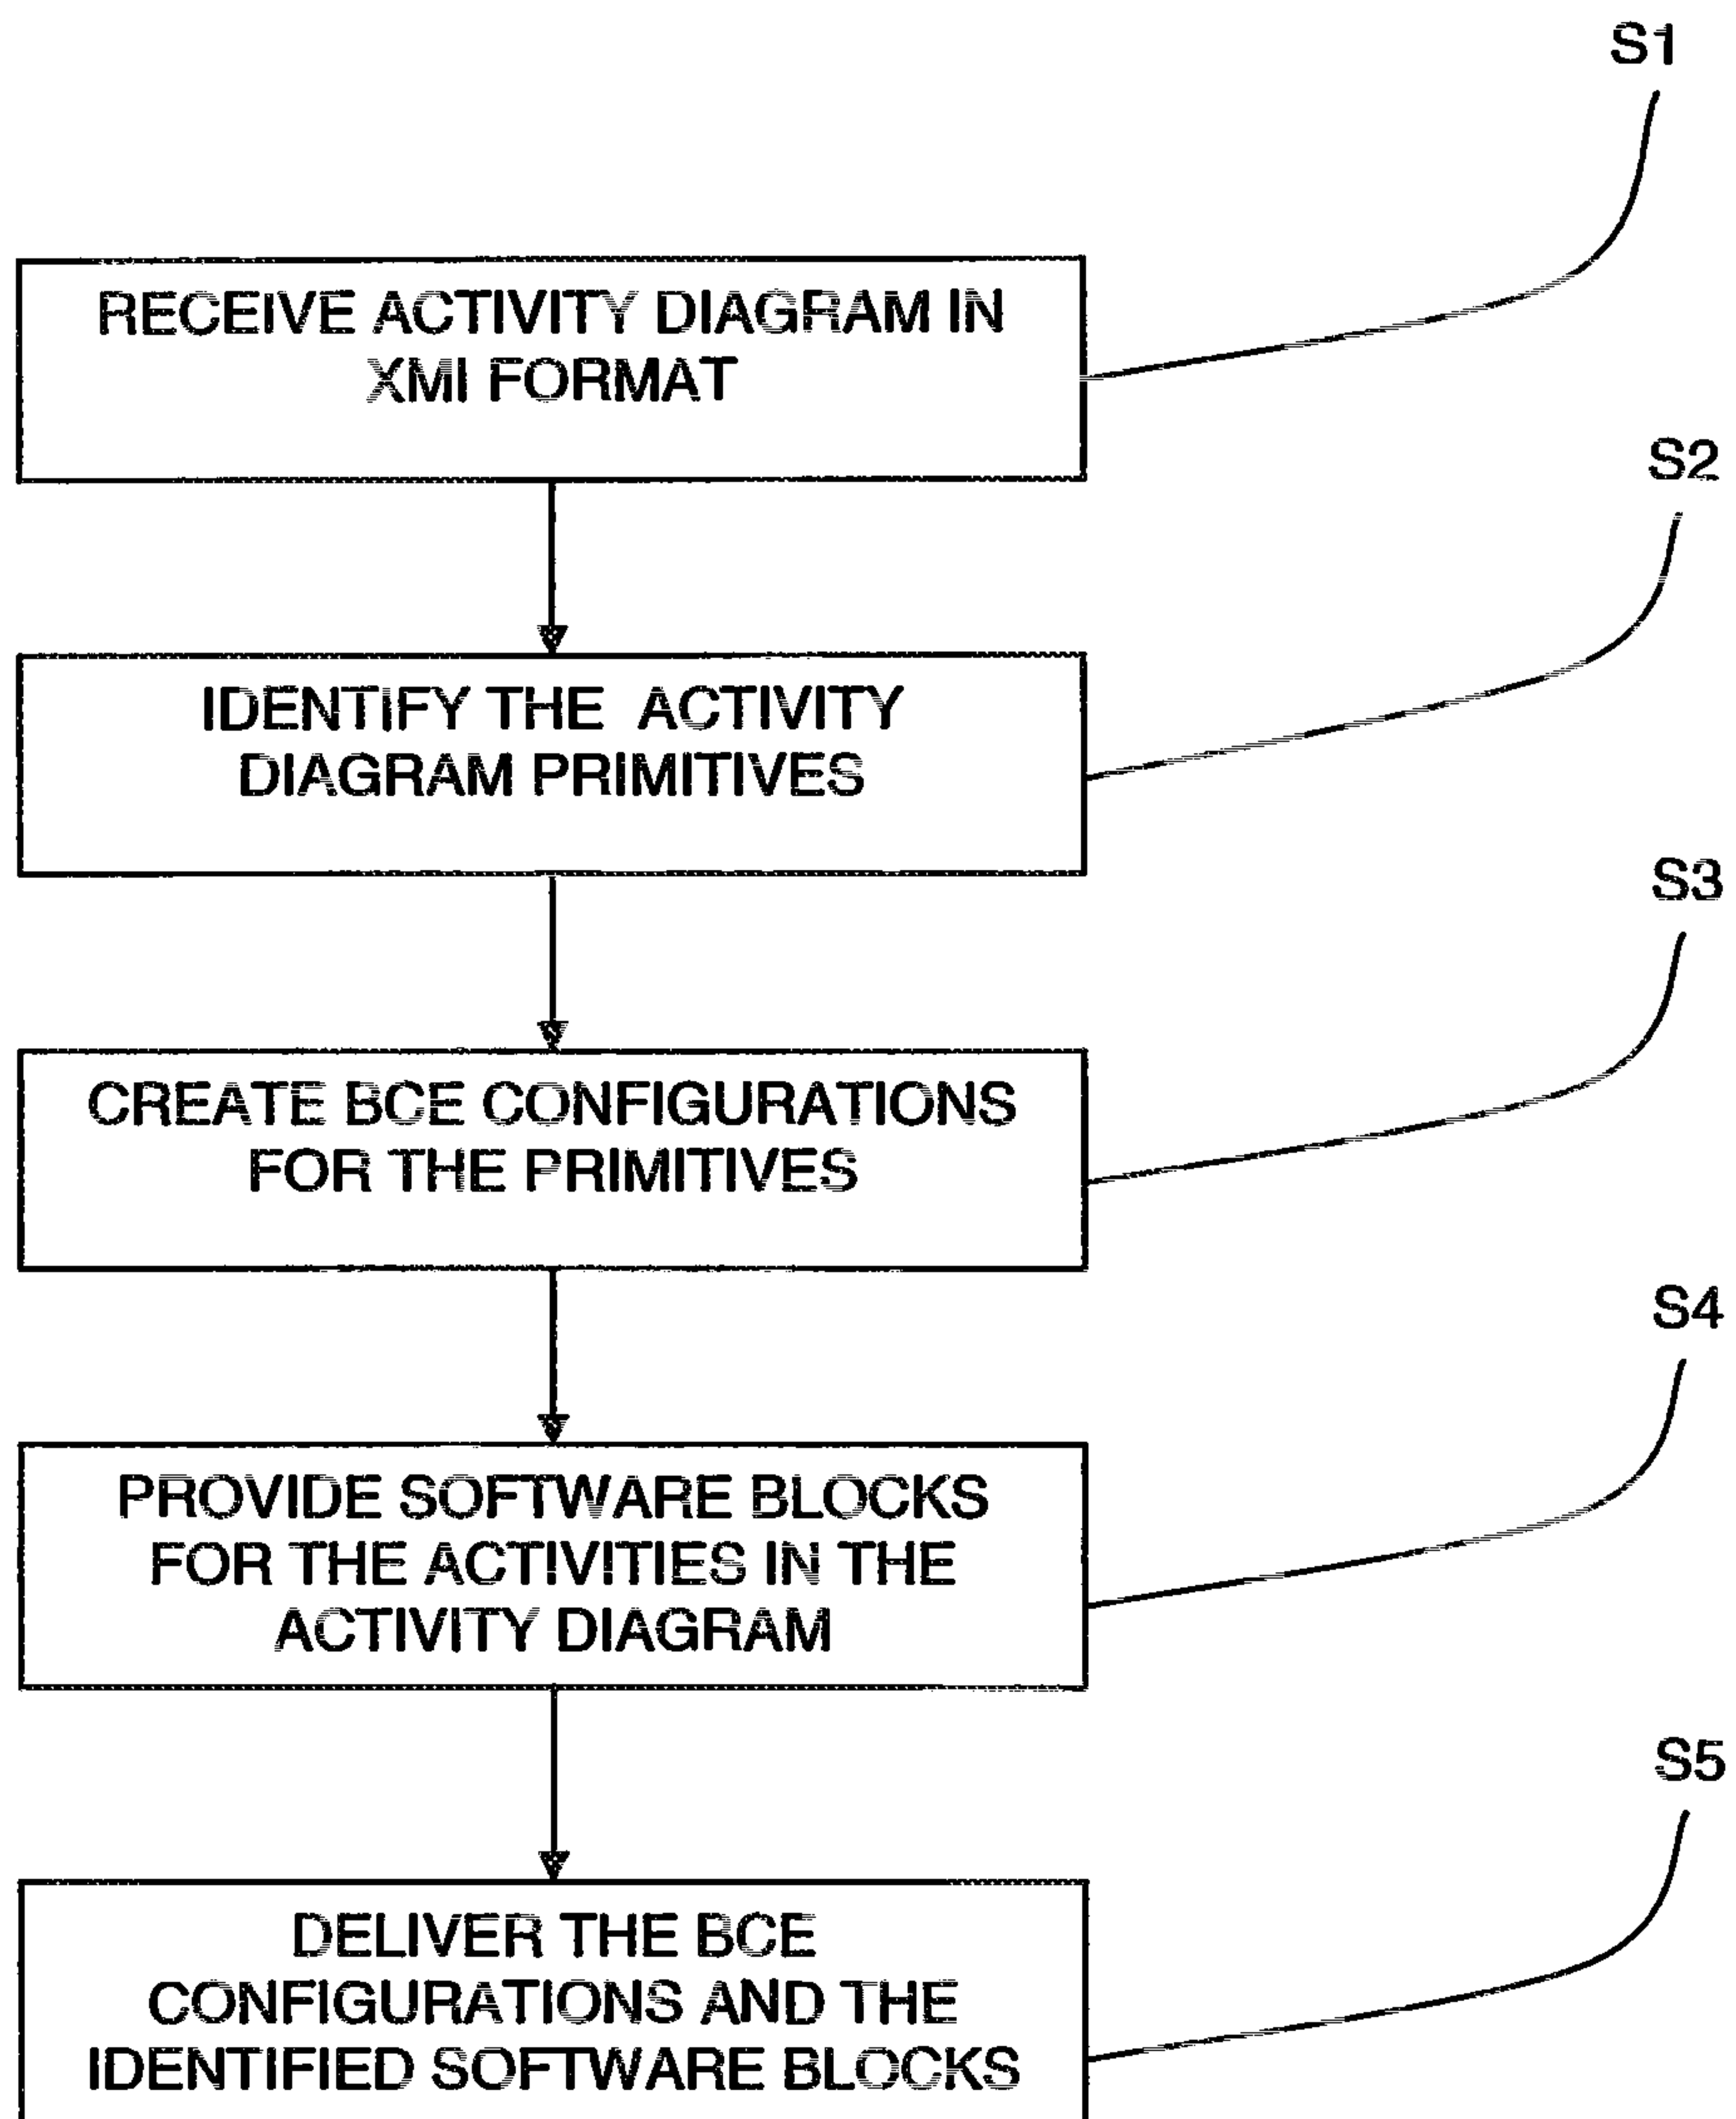 S1
RECEIVE ACTIVITY DIAGRAM IN
XMI FORMAT
S2
IDENTIFY THE ACTIVITY
DIAGRAM PRIMITIVES
S3
CREATE BCE CONFIGURATIONS
FOR THE PRIMITIVES
S4
PROVIDE SOFTWARE BLOCKS
FOR THE ACTIVITIES IN THE
ACTIVITY DIAGRAM
S5
DELIVER THE BCE
CONFIGURATIONS AND THE
IDENTIFIED SOFTWARE BLOCKS